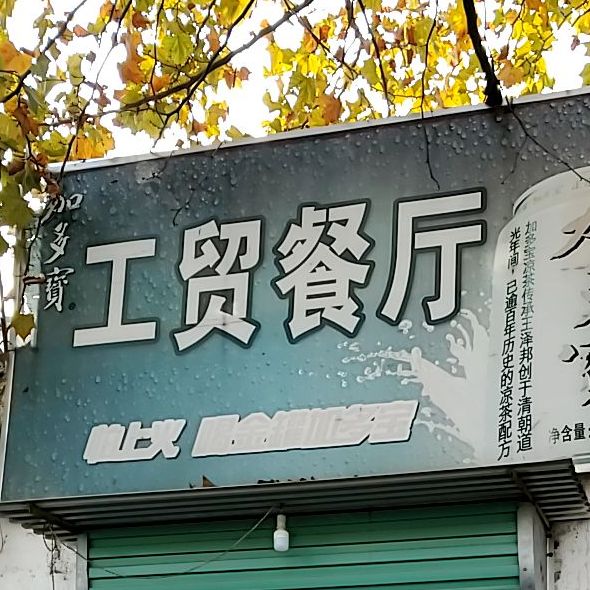 加多寶
工贸餐厅
怕上火 喝金罐加多宝
加多宝凉茶传承王泽邦创于清朝道
光年间，已逾百年历史的凉茶配方
净含量